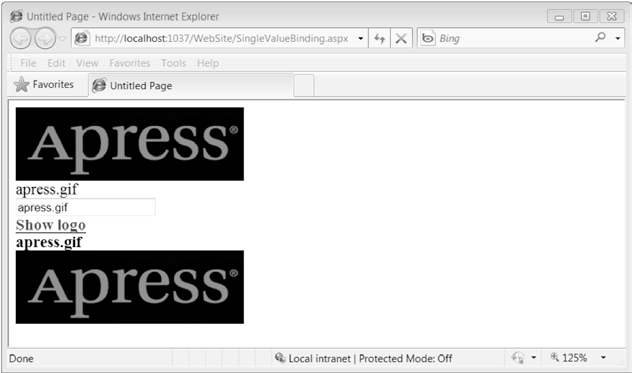 Untitled Page - Windows Internet Explorer
http://localhost:1037/WebSite/SingleValueBinding.aspx
Bing
File Edit View Favorites Tools Help
Favorites
Untitled Page
Apress®
apress.gif
apress.gif
Show logo
apress.gif
Apress®
Done
Local intranet | Protected Mode: Off
125%